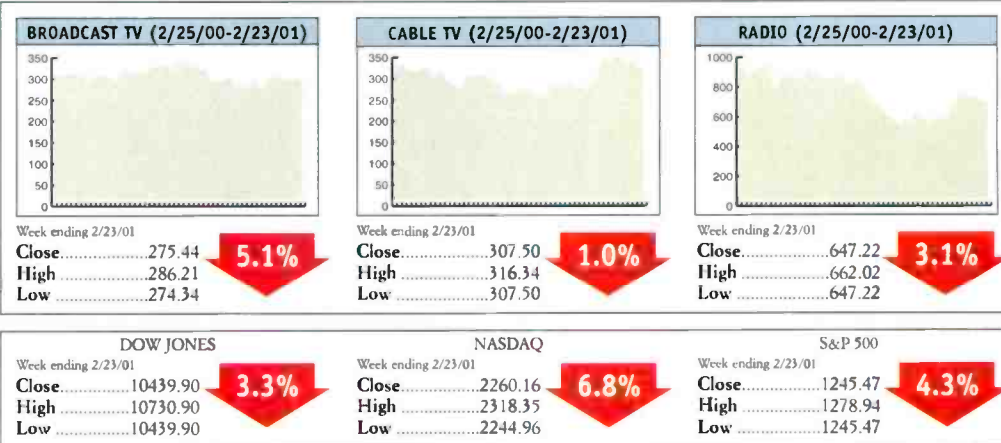 BROADCAST TV (2/25/00-2/23/01)
350
300
250
200
150
100
50
0
Week ending 2/23/01
Close..................275.44
High ..................286.21
Low ..................274.34
5.1%
CABLE TV (2/25/00-2/23/01)
350
300
250
200
150
100
50
0
Week ending 2/23/01
Close..................307.50
High ..................316.34
Low ..................307.50
1.0%
RADIO (2/25/00-2/23/01)
1000
800
600
400
200
0
Week ending 2/23/01
Close..................647.22
High ..................662.02
Low ..................647.22
3.1%
DOW JONES
Week ending 2/23/01
Close..............10439.90
High ..............10730.90
Low ..............10439.90
3.3%
NASDAQ
Week ending 2/23/01
Close................2260.16
High ................2318.35
Low ................2244.96
6.8%
S&P 500
Week ending 2/23/01
Close................1245.47
High ................1278.94
Low ................1245.47
4.3%